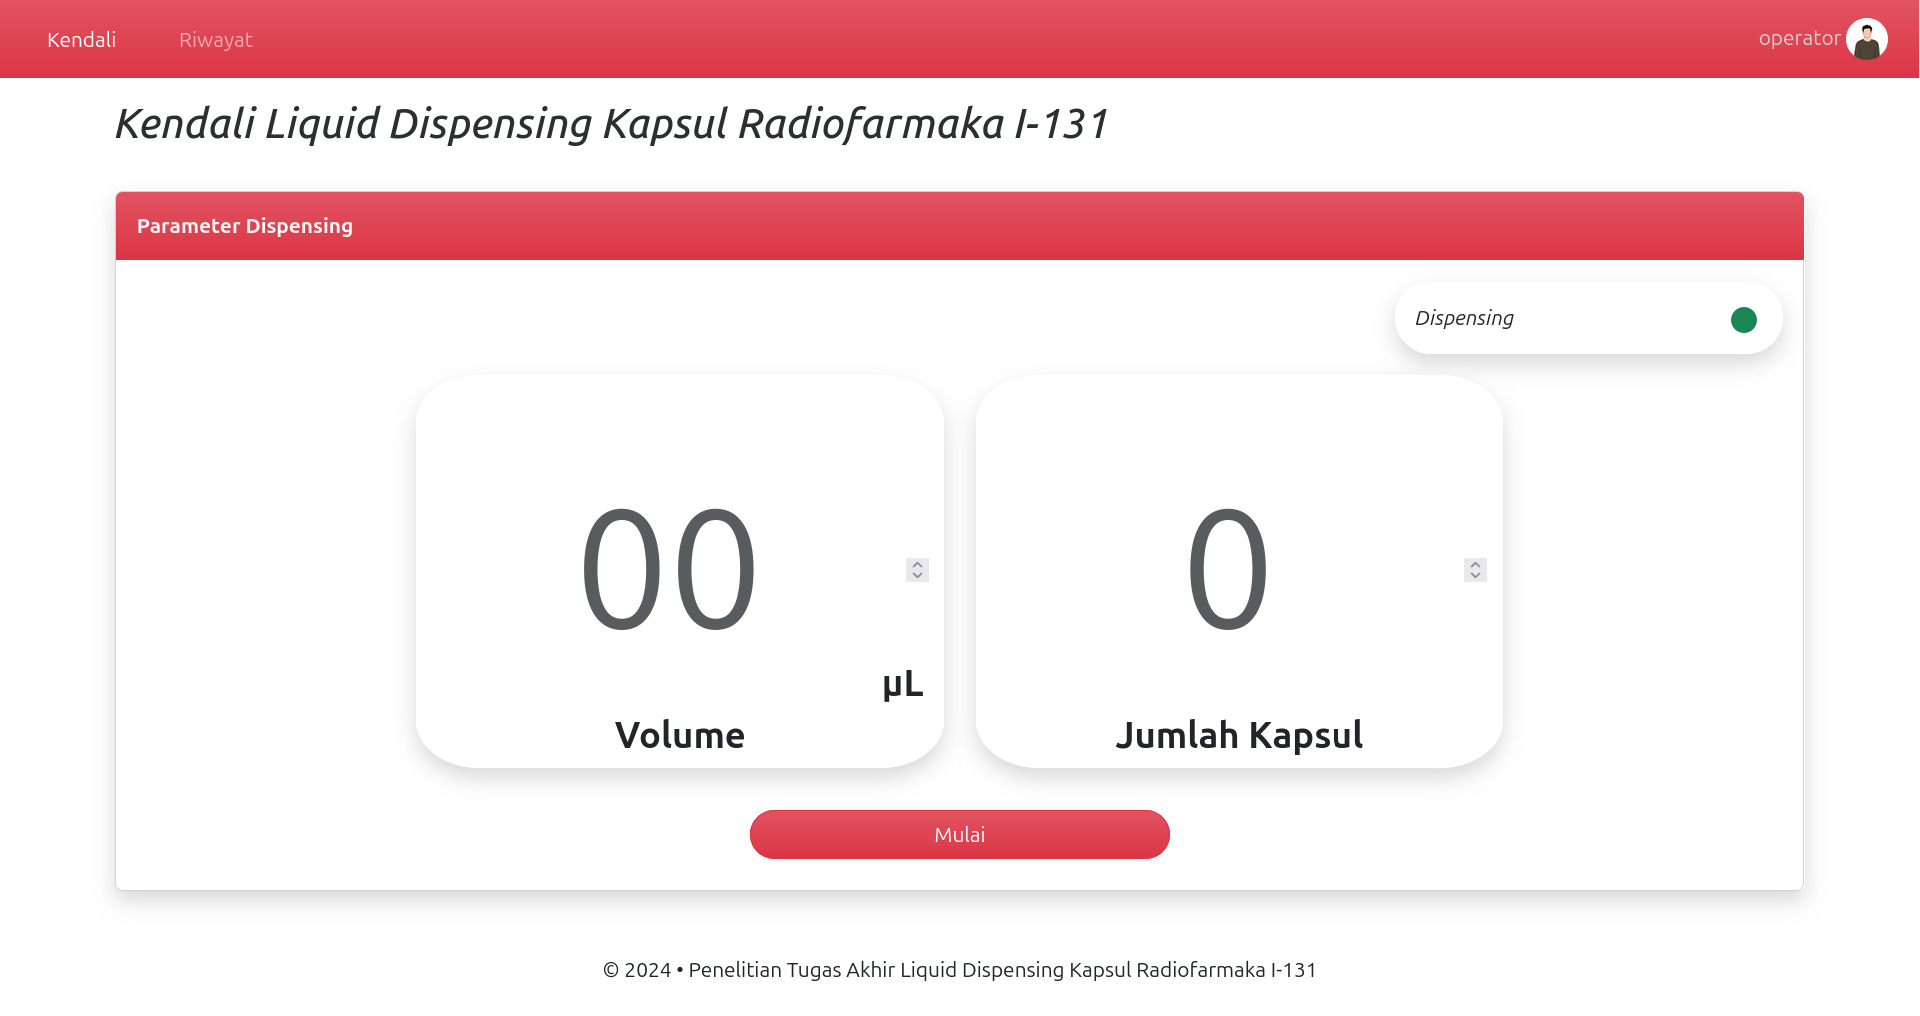 Kendali
Riwayat
operator
Kendali Liquid Dispensing Kapsul Radiofarmaka I-131
Parameter Dispensing
Dispensing
00
µL
Volume
0
Jumlah Kapsul
Mulai
© 2024 • Penelitian Tugas Akhir Liquid Dispensing Kapsul Radiofarmaka I-131